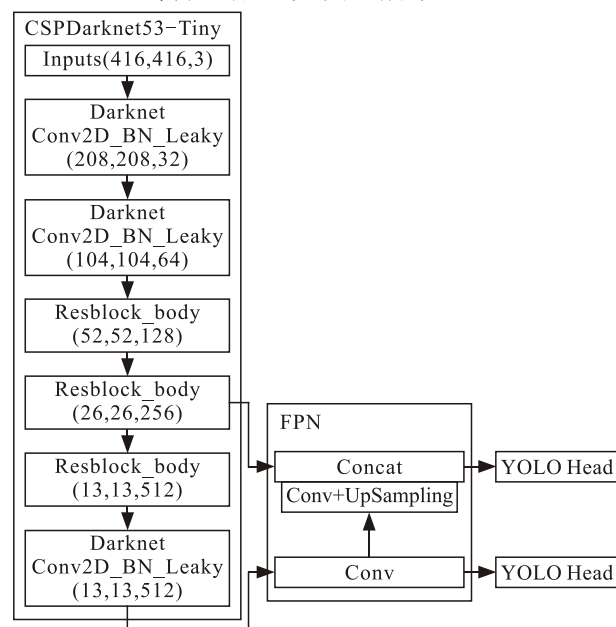 CSPDarknet53-Tiny
Inputs(416,416,3)
Darknet
Conv2D_BN_Leaky
(208,208,32)
Darknet
Conv2D_BN_Leaky
(104,104,64)
Resblock_body
(52,52,128)
Resblock_body
(26,26,256)
Resblock_body
(13,13,512)
Darknet
Conv2D_BN_Leaky
(13,13,512)
FPN
Concat
Conv+UpSampling
Conv
YOLO Head
YOLO Head